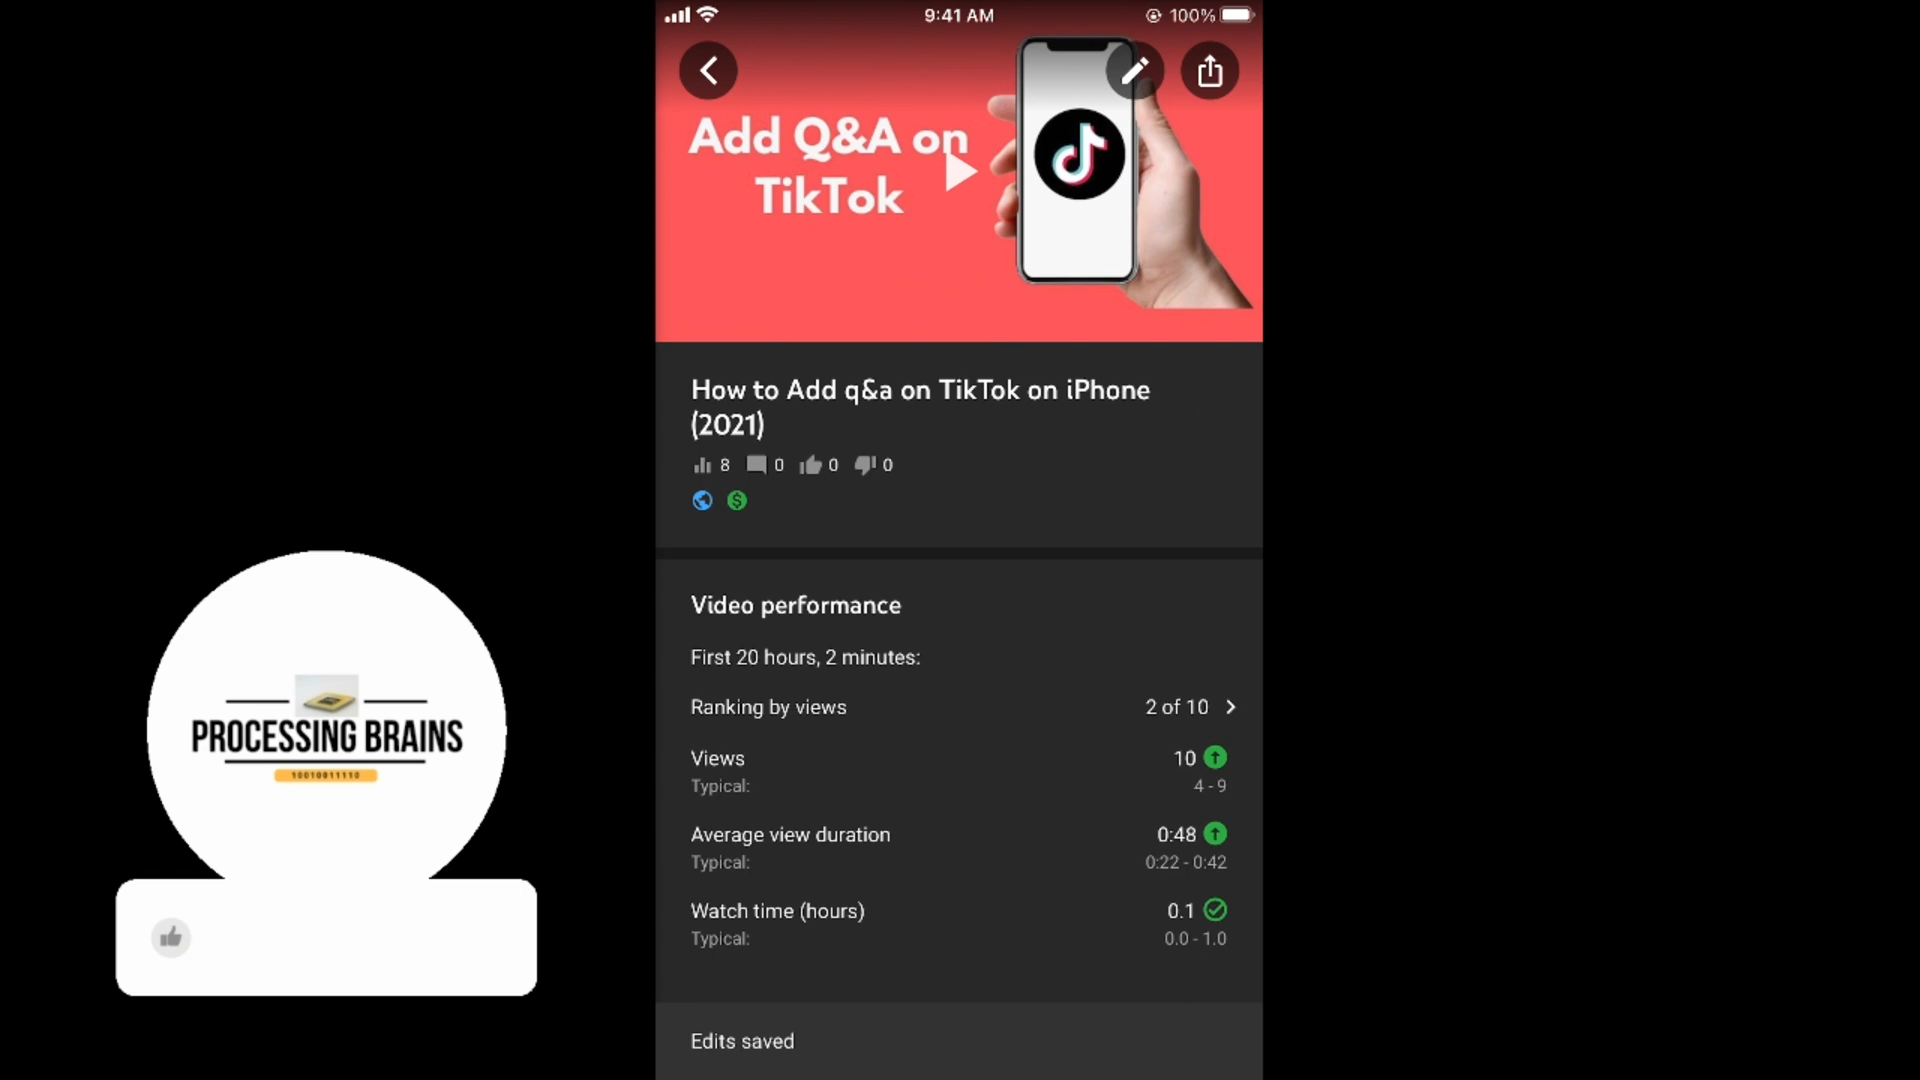 9:41 AM
100%
Add Q&A on
TikTok
How to Add q&a on TikTok on iPhone
(2021)
8 0 0 0
Video performance
First 20 hours, 2 minutes:
Ranking by views 2 of 10
Views 10
Typical: 4 - 9
Average view duration 0:48
Typical: 0:22 - 0:42
Watch time (hours) 0.1
Typical: 0.0 - 1.0
Edits saved
PROCESSING BRAINS
10010011110